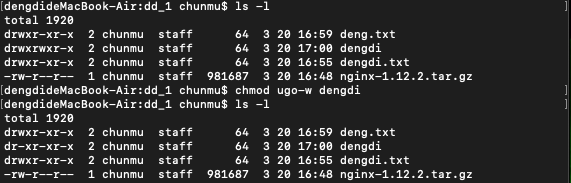 [dengdideMacBook-Air:dd_1 chunmu$ ls -l ]
total 1920
drwxr-xr-x  2 chunmu  staff      64  3 20 16:59 deng.txt
drwxrwxr-x  2 chunmu  staff      64  3 20 17:00 dengdi
drwxr-xr-x  2 chunmu  staff      64  3 20 16:55 dengdi.txt
-rw-r--r--  1 chunmu  staff  981687  3 20 16:48 nginx-1.12.2.tar.gz
[dengdideMacBook-Air:dd_1 chunmu$ chmod ugo-w dengdi ]
[dengdideMacBook-Air:dd_1 chunmu$ ls -l ]
total 1920
drwxr-xr-x  2 chunmu  staff      64  3 20 16:59 deng.txt
dr-xr-xr-x  2 chunmu  staff      64  3 20 17:00 dengdi
drwxr-xr-x  2 chunmu  staff      64  3 20 16:55 dengdi.txt
-rw-r--r--  1 chunmu  staff  981687  3 20 16:48 nginx-1.12.2.tar.gz